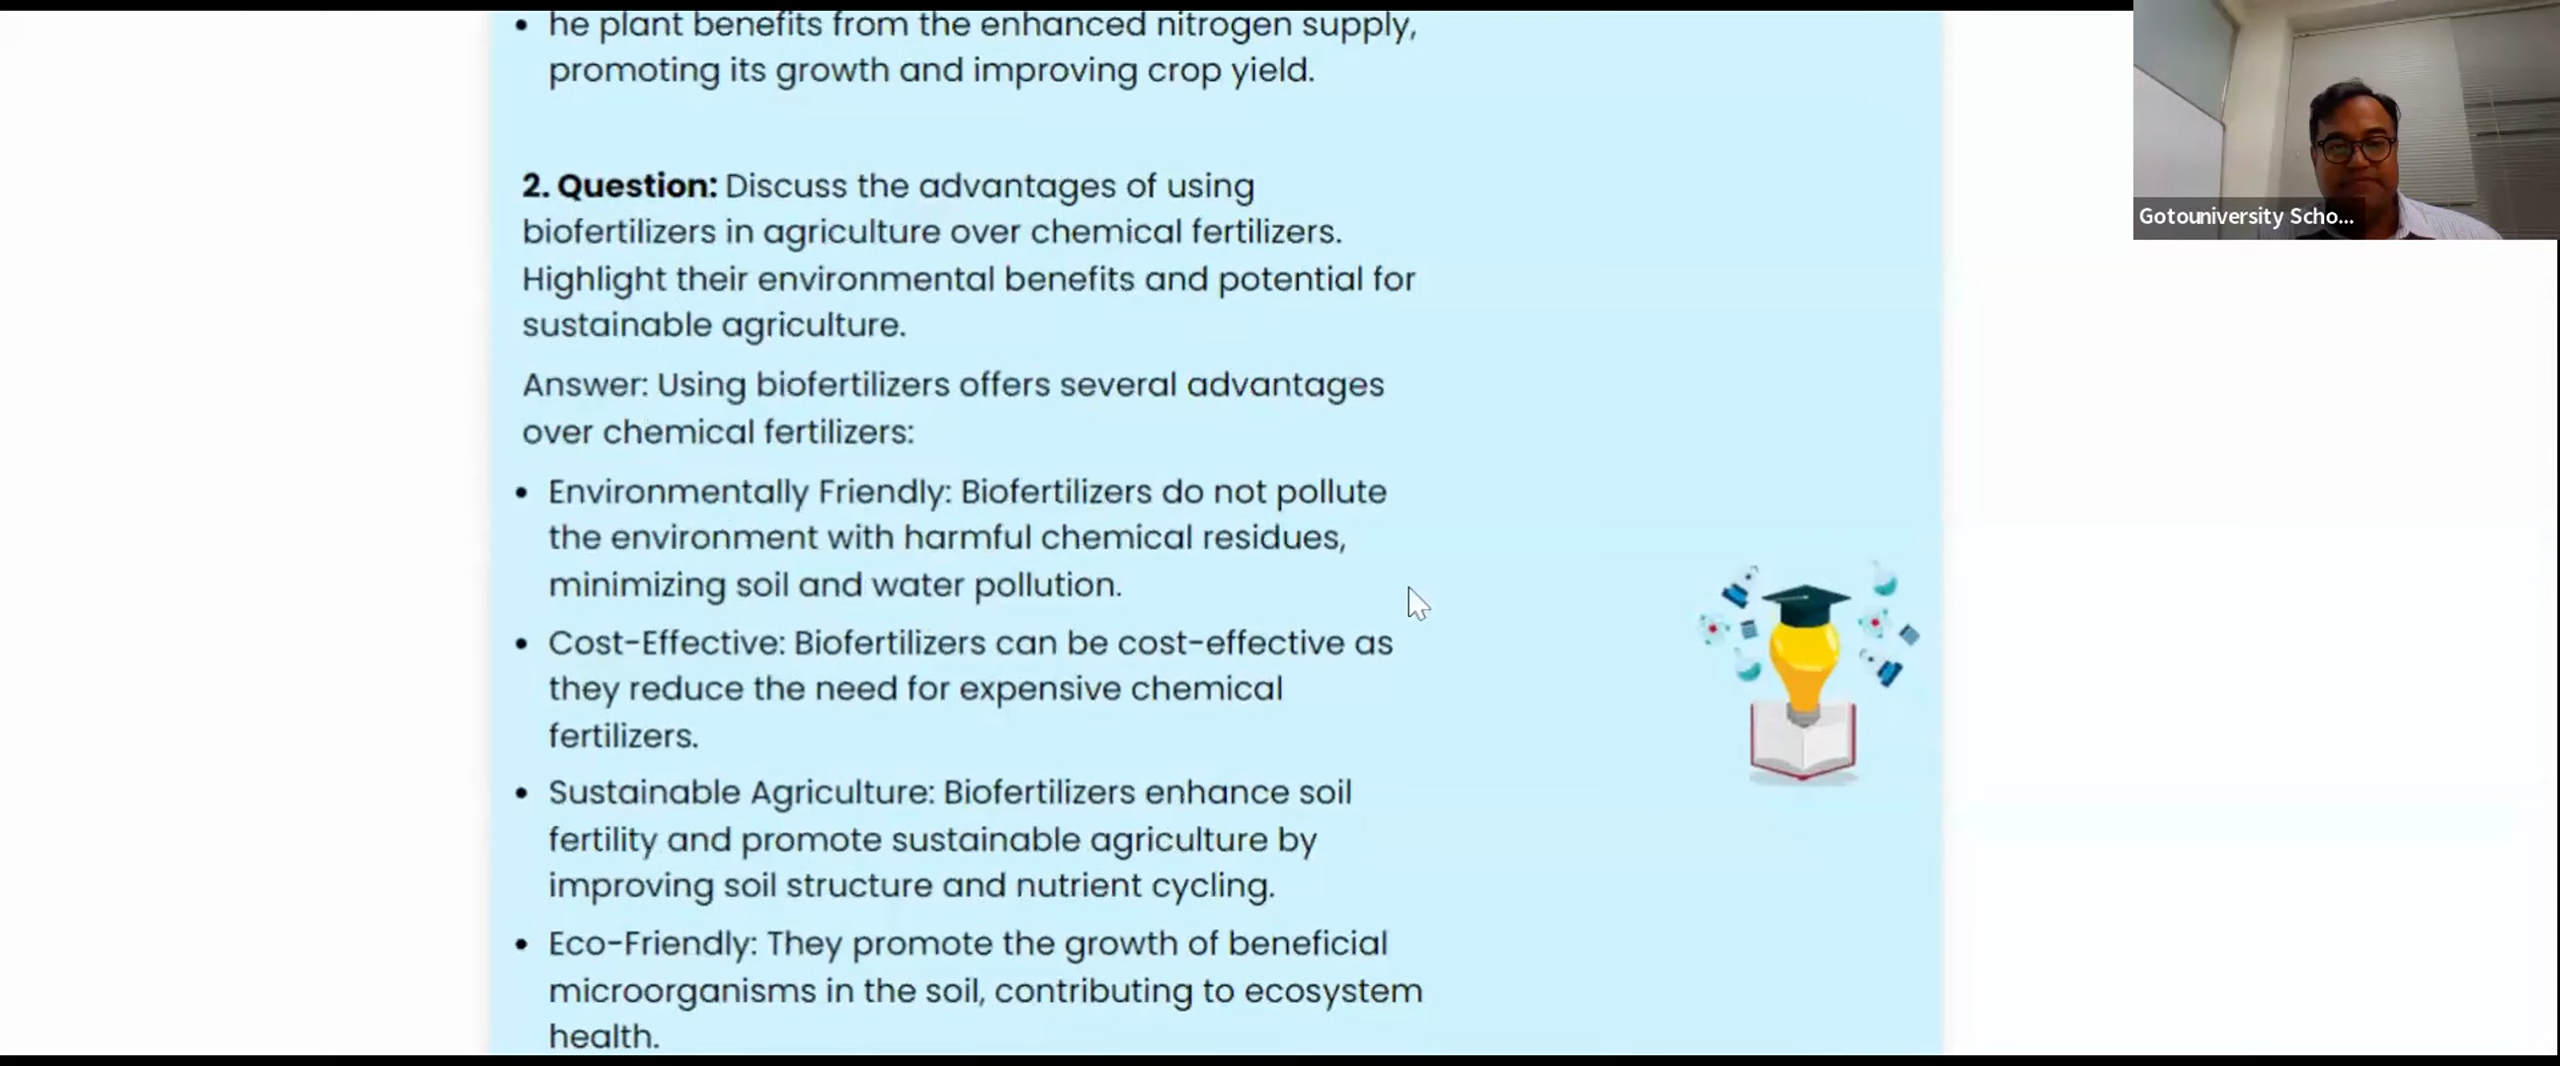 he plant benefits from the enhanced nitrogen supply,
promoting its growth and improving crop yield.
2. Question: Discuss the advantages of using
biofertilizers in agriculture over chemical fertilizers.
Highlight their environmental benefits and potential for
sustainable agriculture.
Answer: Using biofertilizers offers several advantages
over chemical fertilizers:
• Environmentally Friendly: Biofertilizers do not pollute
the environment with harmful chemical residues,
minimizing soil and water pollution.
• Cost-Effective: Biofertilizers can be cost-effective as
they reduce the need for expensive chemical
fertilizers.
• Sustainable Agriculture: Biofertilizers enhance soil
fertility and promote sustainable agriculture by
improving soil structure and nutrient cycling.
• Eco-Friendly: They promote the growth of beneficial
microorganisms in the soil, contributing to ecosystem
health.
Gotouniversity Scho...